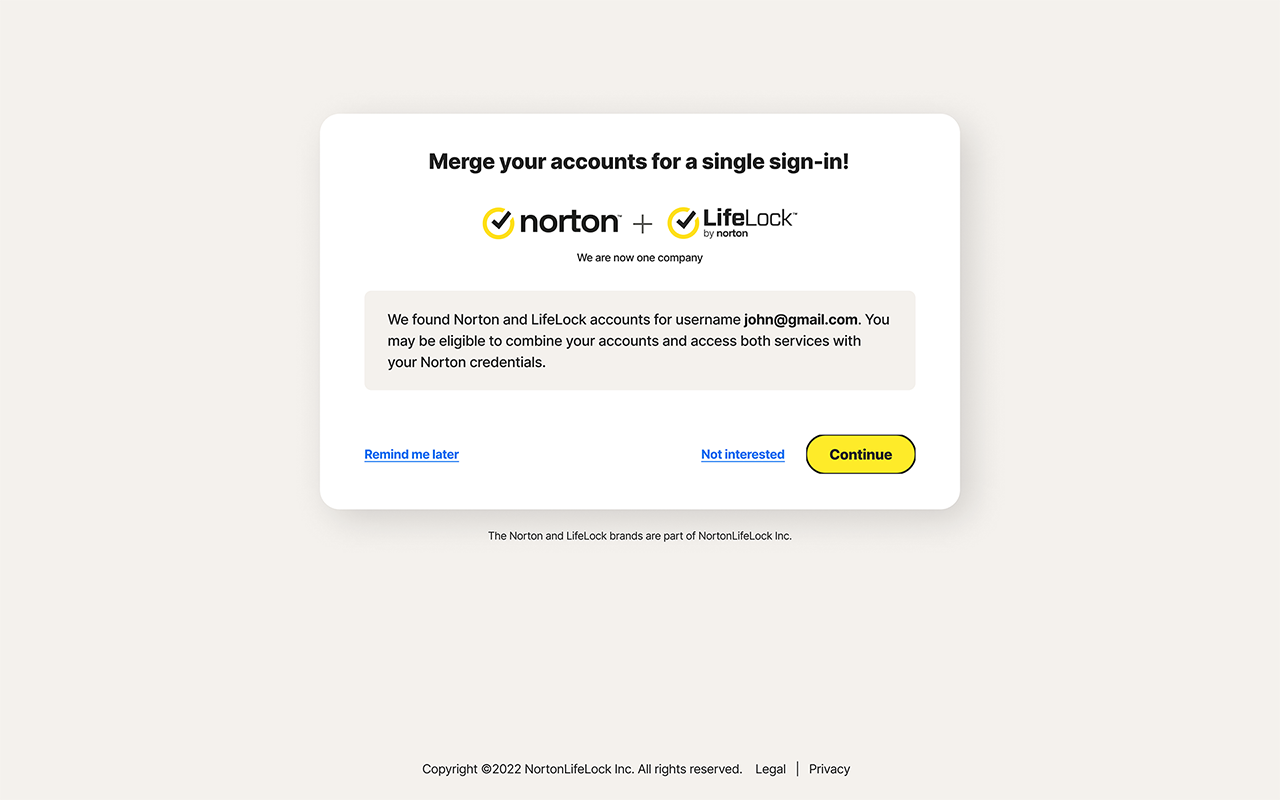 Merge your accounts for a single sign-in!
norton™ + LifeLock™
by norton
We are now one company
We found Norton and LifeLock accounts for username john@gmail.com. You
may be eligible to combine your accounts and access both services with
your Norton credentials.
Remind me later Not interested Continue
The Norton and LifeLock brands are part of NortonLifeLock Inc.
Copyright ©2022 NortonLifeLock Inc. All rights reserved. Legal | Privacy